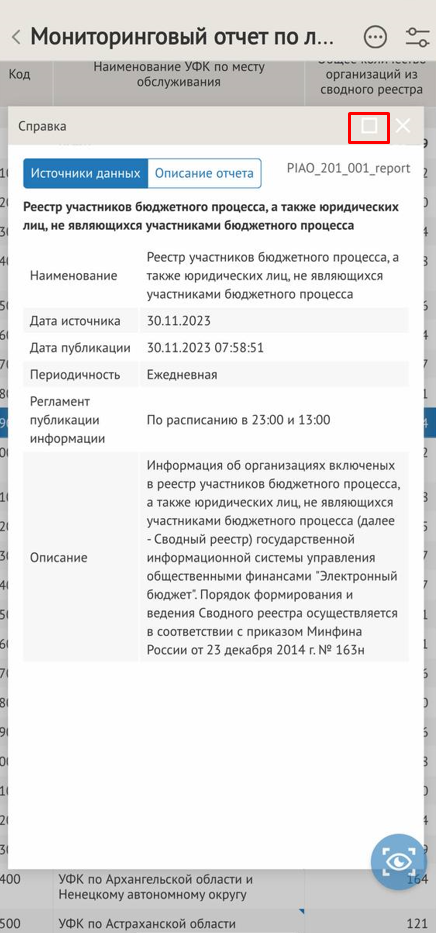 Мониторинговый отчет по л...
Код
Наименование УФК по месту
обслуживания
Общее количество
организаций из
сводного реестра
Справка
Источники данных
Описание отчета
PIAO_201_001_report
Реестр участников бюджетного процесса, а также юридических
лиц, не являющихся участниками бюджетного процесса
Наименование
Реестр участников бюджетного процесса, а
также юридических лиц, не являющихся
участниками бюджетного процесса
Дата источника
30.11.2023
Дата публикации
30.11.2023 07:58:51
Периодичность
Ежедневная
Регламент
публикации
информации
По расписанию в 23:00 и 13:00
Описание
Информация об организациях включеных
в реестр участников бюджетного процесса,
а также юридических лиц, не являющихся
участниками бюджетного процесса (далее
- Сводный реестр) государственной
информационной системы управления
общественными финансами "Электронный
бюджет". Порядок формирования и
ведения Сводного реестра осуществляется
в соответствии с приказом Минфина
России от 23 декабря 2014 г. № 163н
400
УФК по Архангельской области и
Ненецкому автономному округу
164
500
УФК по Астраханской области
121